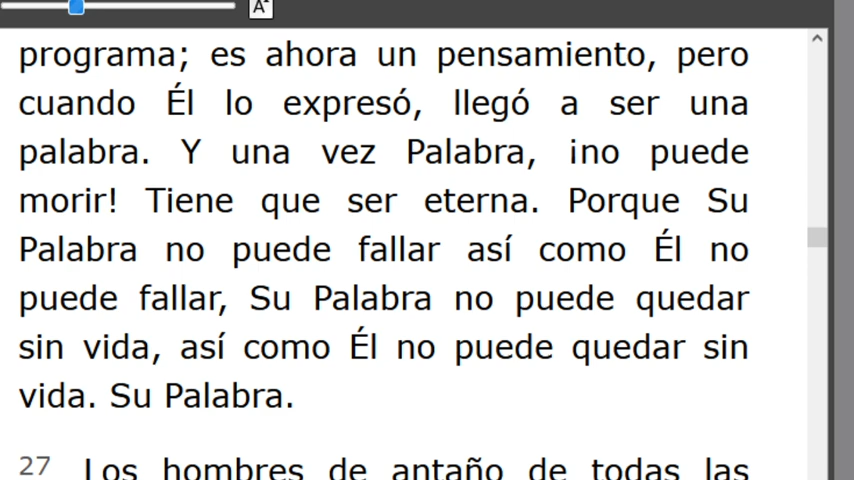 A
programa; es ahora un pensamiento, pero
cuando Él lo expresó, llegó a ser una
palabra. Y una vez Palabra, ¡no puede
morir! Tiene que ser eterna. Porque Su
Palabra no puede fallar así como Él no
puede fallar, Su Palabra no puede quedar
sin vida, así como Él no puede quedar sin
vida. Su Palabra.
27 Los hombres de antaño de todas las